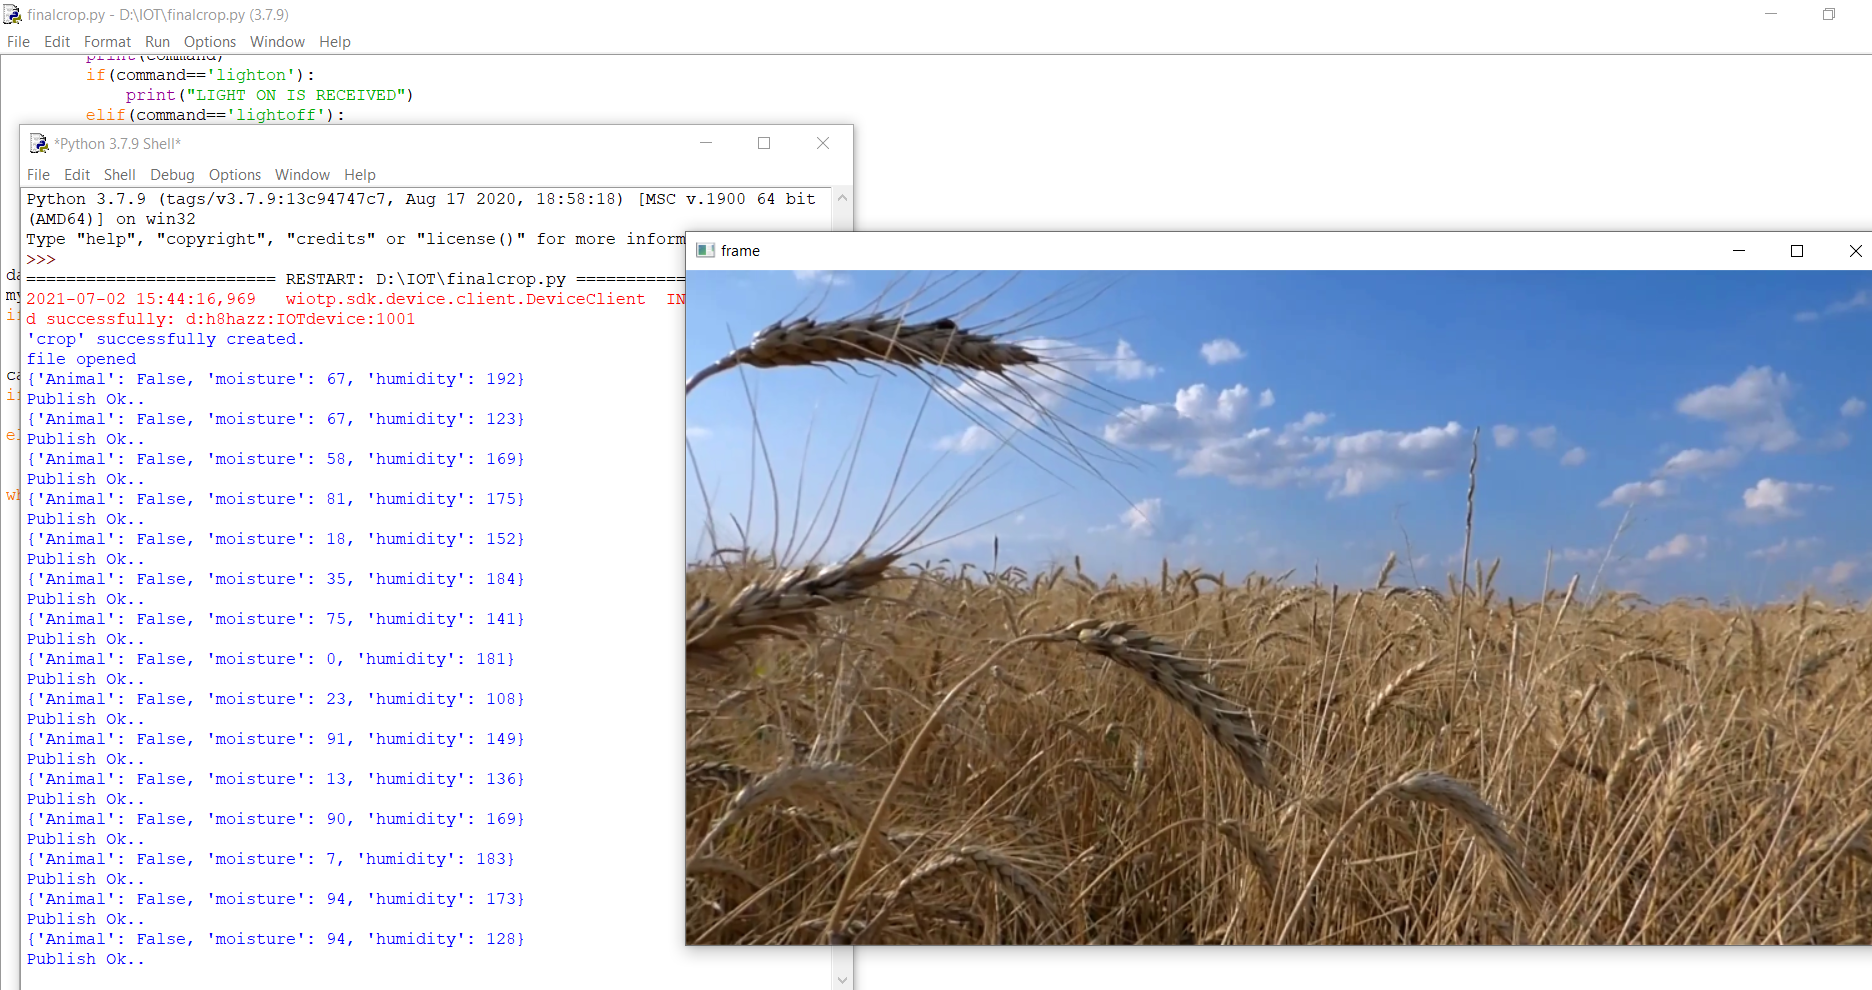 finalcrop.py - D:\IOT\finalcrop.py (3.7.9)
File Edit Format Run Options Window Help
print(command)
if(command=='lighton'):
print("LIGHT ON IS RECEIVED")
elif(command=='lightoff'):
*Python 3.7.9 Shell*
File Edit Shell Debug Options Window Help
Python 3.7.9 (tags/v3.7.9:13c94747c7, Aug 17 2020, 18:58:18) [MSC v.1900 64 bit
(AMD64)] on win32
Type "help", "copyright", "credits" or "license()" for more inform
>>>
========================= RESTART: D:\IOT\finalcrop.py ===========
2021-07-02 15:44:16,969 wiotp.sdk.device.client.DeviceClient IN
d successfully: d:h8hazz:IOTdevice:1001
'crop' successfully created.
file opened
{'Animal': False, 'moisture': 67, 'humidity': 192}
Publish Ok..
{'Animal': False, 'moisture': 67, 'humidity': 123}
Publish Ok..
{'Animal': False, 'moisture': 58, 'humidity': 169}
Publish Ok..
{'Animal': False, 'moisture': 81, 'humidity': 175}
Publish Ok..
{'Animal': False, 'moisture': 18, 'humidity': 152}
Publish Ok..
{'Animal': False, 'moisture': 35, 'humidity': 184}
Publish Ok..
{'Animal': False, 'moisture': 75, 'humidity': 141}
Publish Ok..
{'Animal': False, 'moisture': 0, 'humidity': 181}
Publish Ok..
{'Animal': False, 'moisture': 23, 'humidity': 108}
Publish Ok..
{'Animal': False, 'moisture': 91, 'humidity': 149}
Publish Ok..
{'Animal': False, 'moisture': 13, 'humidity': 136}
Publish Ok..
{'Animal': False, 'moisture': 90, 'humidity': 169}
Publish Ok..
{'Animal': False, 'moisture': 7, 'humidity': 183}
Publish Ok..
{'Animal': False, 'moisture': 94, 'humidity': 173}
Publish Ok..
{'Animal': False, 'moisture': 94, 'humidity': 128}
Publish Ok..
frame